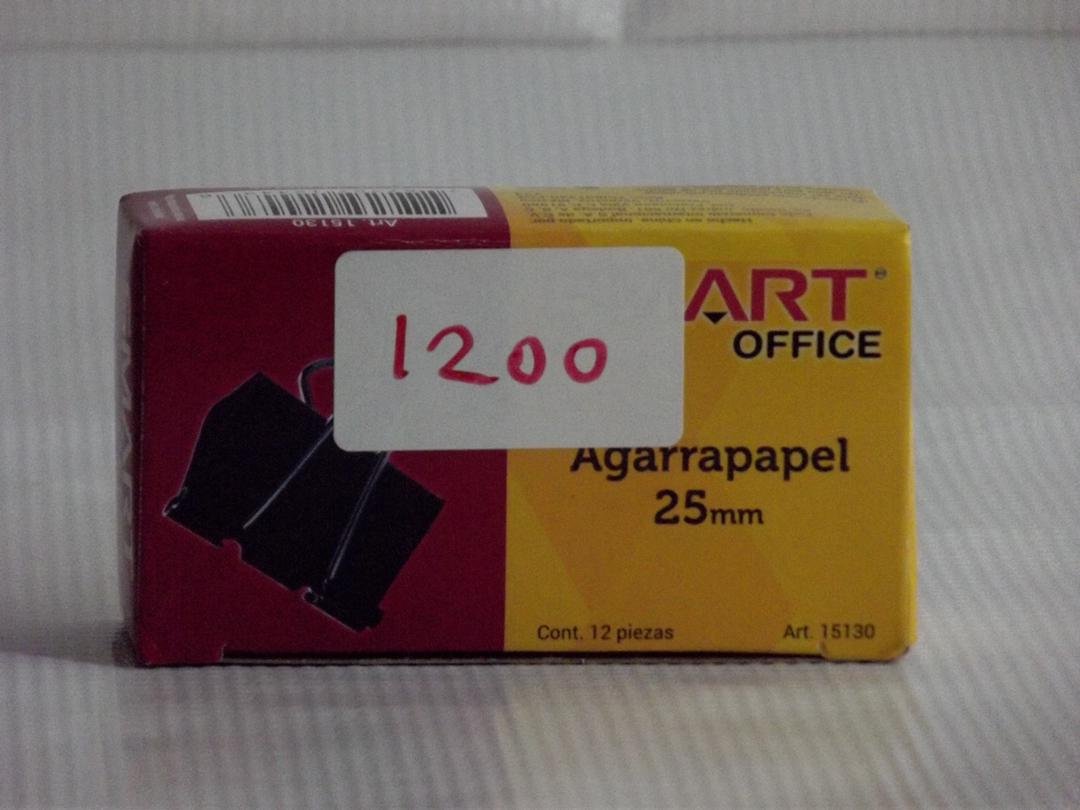 Art. 15130
1200
ART
OFFICE
Agarrapapel
25mm
Cont. 12 piezas
Art. 15130